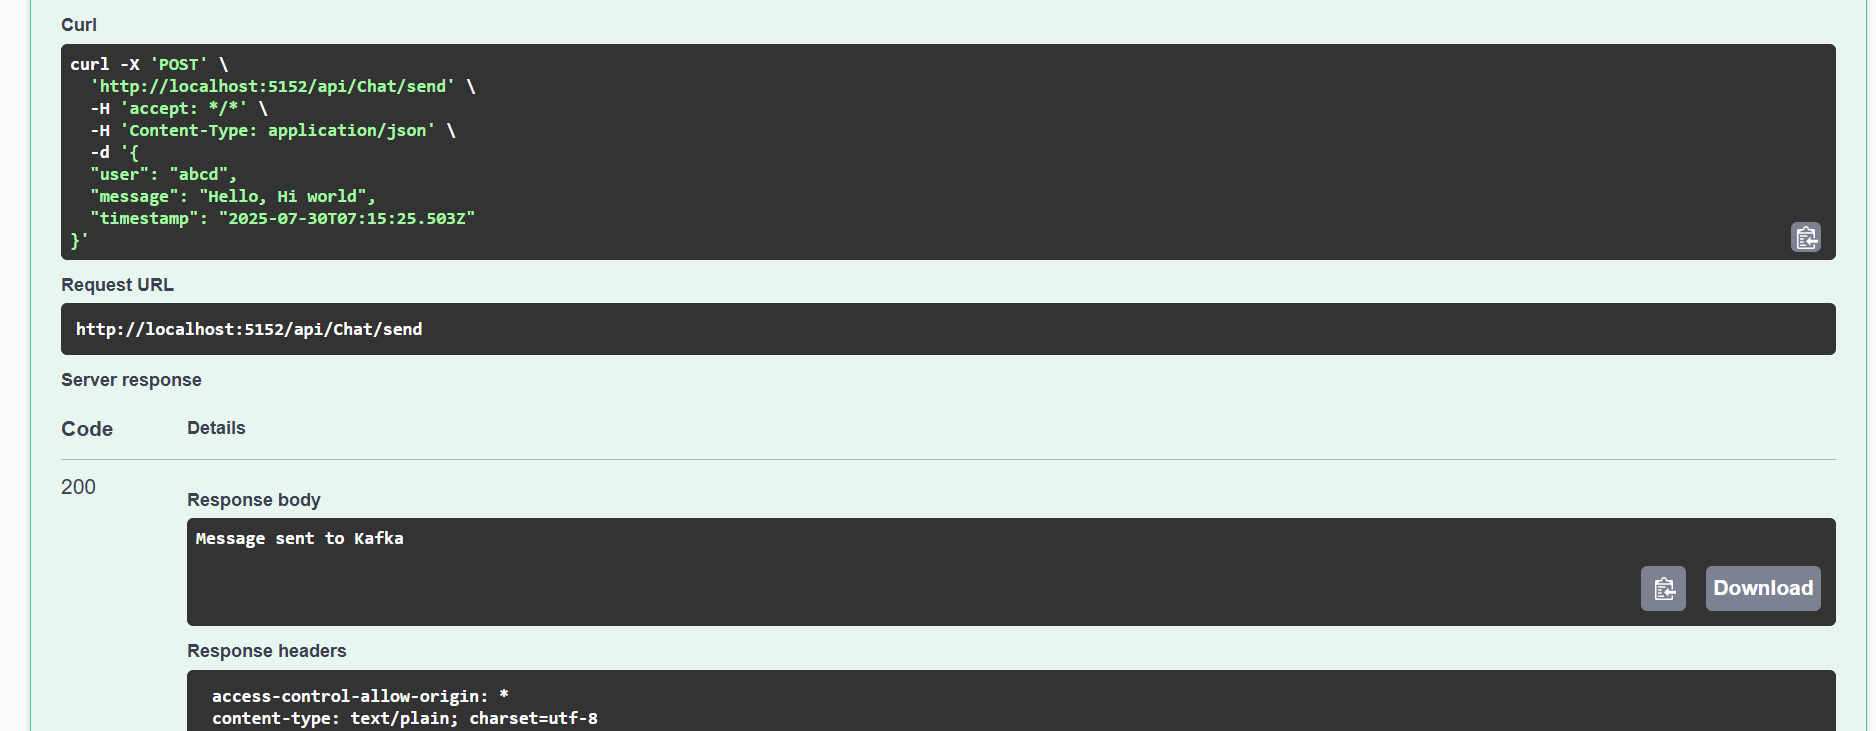 Curl
curl -X 'POST' \
'http://localhost:5152/api/Chat/send' \
-H 'accept: */*' \
-H 'Content-Type: application/json' \
-d '{
"user": "abcd",
"message": "Hello, Hi world",
"timestamp": "2025-07-30T07:15:25.503Z"
}'
Request URL
http://localhost:5152/api/Chat/send
Server response
Code Details
200
Response body
Message sent to Kafka
Download
Response headers
access-control-allow-origin: *
content-type: text/plain; charset=utf-8